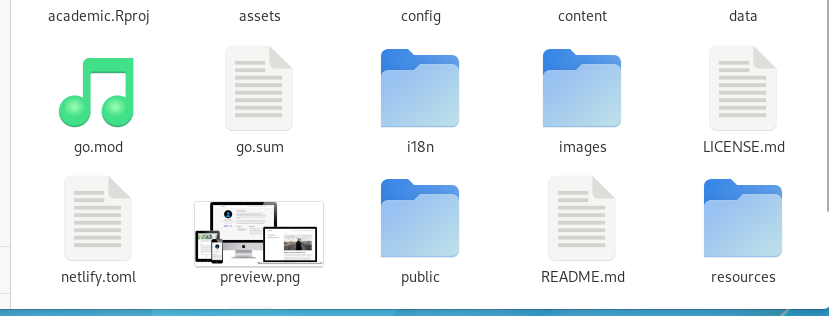 academic.Rproj assets config content data
go.mod go.sum i18n images LICENSE.md
netlify.toml preview.png public README.md resources